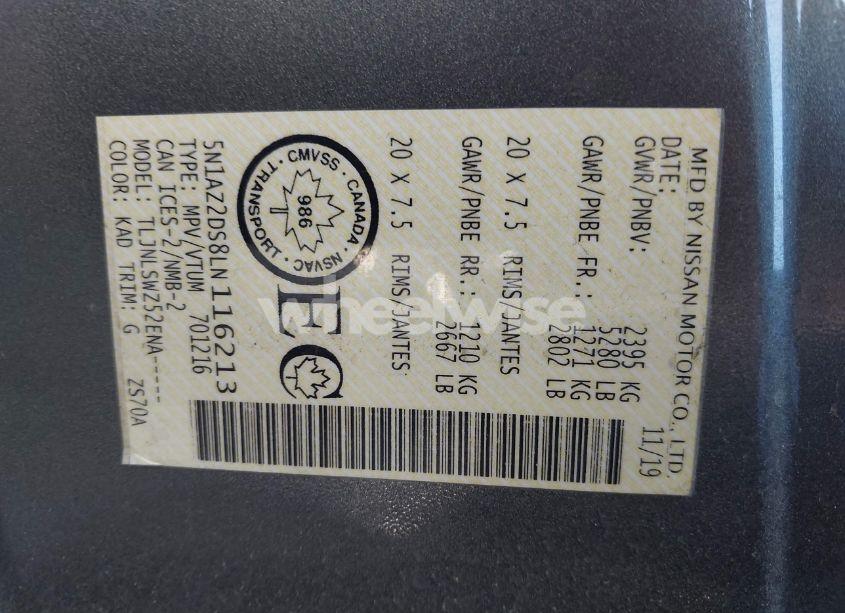 MFD BY NISSAN MOTOR CO., LTD.
DATE: 11/19
GVWR/PNBV: 2395 KG
5280 LB
GAWR/PNBE FR.: 1271 KG
2802 LB
20 X 7.5 RIMS/JANTES
GAWR/PNBE RR.: 1210 KG
2667 LB
20 X 7.5 RIMS/JANTES
CMVSS · CANADA · NSVAC · TRANSPORT ·
986
EC
5N1AZ2DS8LN116213
TYPE: MPV/VTUM 701216
CAN ICES-2/NMB-2
MODEL: TLJNLSWZ52ENA-----
COLOR: KAD TRIM: G ZS70A
wheelwise